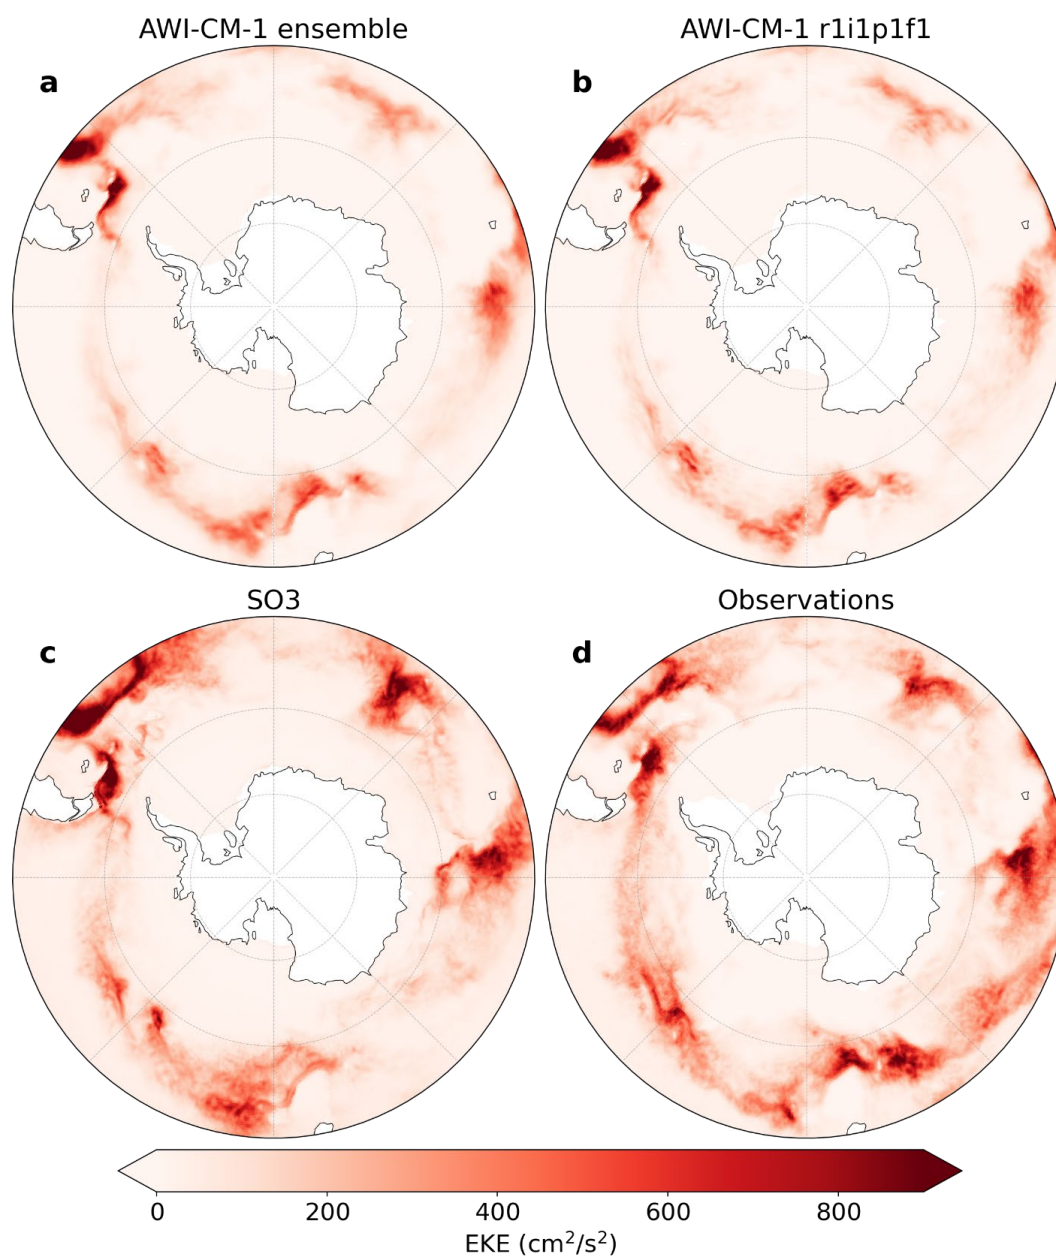 AWI-CM-1 ensemble
AWI-CM-1 r1i1p1f1
a
b
SO3
Observations
c
d
0 200 400 600 800
EKE (cm²/s²)